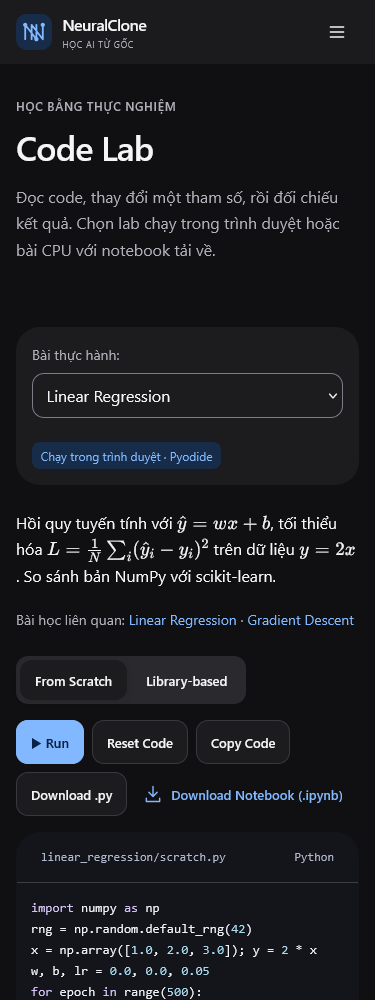 NeuralClone
HỌC AI TỪ GỐC
HỌC BẰNG THỰC NGHIỆM
Code Lab
Đọc code, thay đổi một tham số, rồi đối chiếu
kết quả. Chọn lab chạy trong trình duyệt hoặc
bài CPU với notebook tải về.
Bài thực hành:
Linear Regression
Chạy trong trình duyệt · Pyodide
Hồi quy tuyến tính với ŷ = wx + b, tối thiểu
hóa L = 1/N ∑ᵢ(ŷᵢ − yᵢ)² trên dữ liệu y = 2x
. So sánh bản NumPy với scikit-learn.
Bài học liên quan: Linear Regression · Gradient Descent
From Scratch Library-based
▶ Run Reset Code Copy Code
Download .py Download Notebook (.ipynb)
linear_regression/scratch.py Python
import numpy as np
rng = np.random.default_rng(42)
x = np.array([1.0, 2.0, 3.0]); y = 2 * x
w, b, lr = 0.0, 0.0, 0.05
for epoch in range(500):